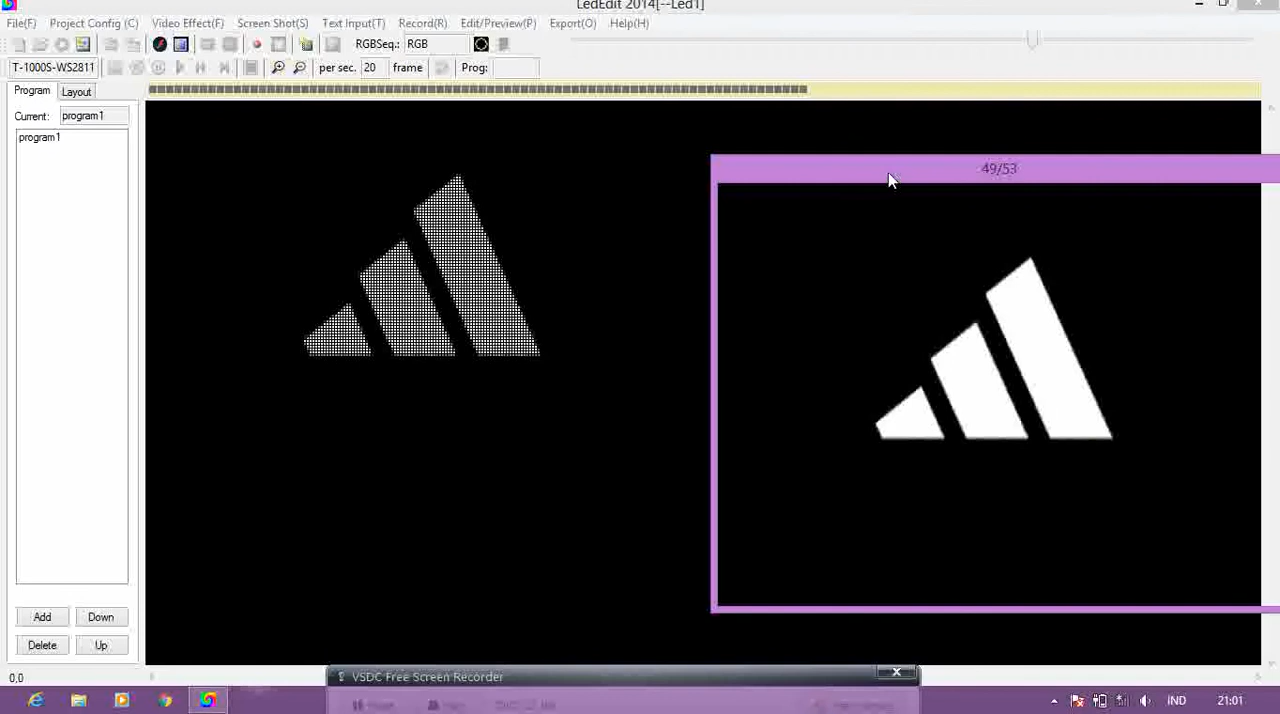 LedEdit 2014[--Led1]
File(F) Project Config (C) Video Effect(F) Screen Shot(S) Text Input(T) Record(R) Edit/Preview(P) Export(O) Help(H)
RGBSeq.: RGB
T-1000S-WS2811 per sec. 20 frame Prog:
Program Layout
Current: program1
program1
49/53
Add Down
Delete Up
0,0
VSDC Free Screen Recorder
IND 21:01